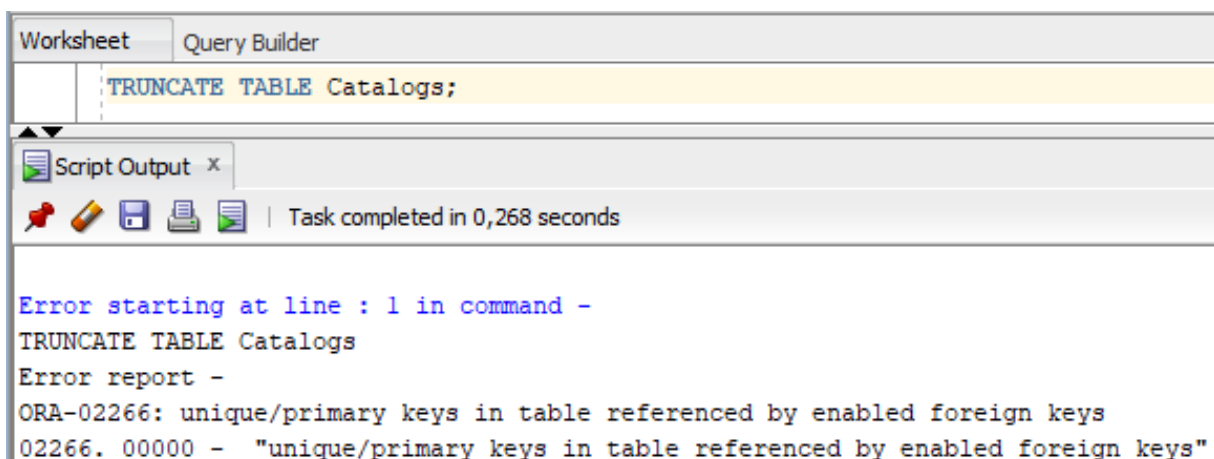 Worksheet Query Builder
TRUNCATE TABLE Catalogs;
Script Output x
| Task completed in 0,268 seconds
Error starting at line : 1 in command -
TRUNCATE TABLE Catalogs
Error report -
ORA-02266: unique/primary keys in table referenced by enabled foreign keys
02266. 00000 - "unique/primary keys in table referenced by enabled foreign keys"